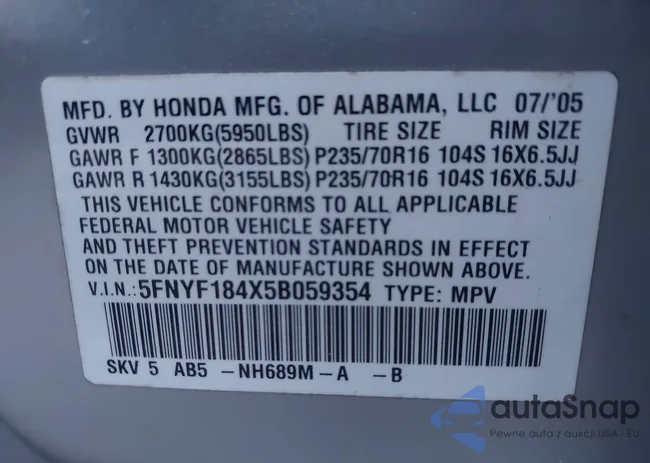 MFD. BY HONDA MFG. OF ALABAMA, LLC 07/'05
GVWR 2700KG(5950LBS) TIRE SIZE RIM SIZE
GAWR F 1300KG(2865LBS) P235/70R16 104S 16X6.5JJ
GAWR R 1430KG(3155LBS) P235/70R16 104S 16X6.5JJ
THIS VEHICLE CONFORMS TO ALL APPLICABLE
FEDERAL MOTOR VEHICLE SAFETY
AND THEFT PREVENTION STANDARDS IN EFFECT
ON THE DATE OF MANUFACTURE SHOWN ABOVE.
V.I.N.:5FNYF184X5B059354 TYPE: MPV
SKV 5 AB5 -NH689M-A -B
autaSnap
Pewne auta z aukcji USA - EU